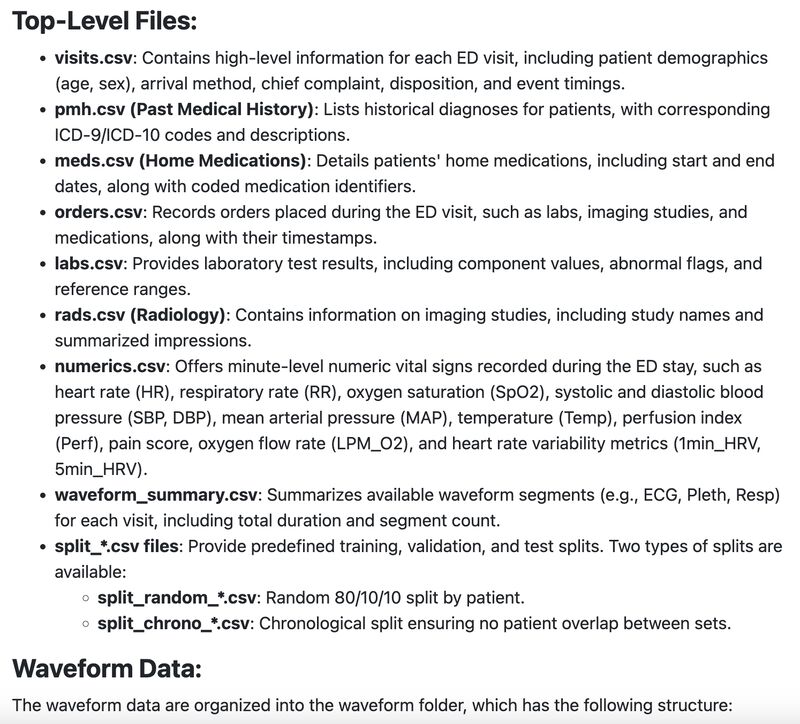 Top-Level Files:
• visits.csv: Contains high-level information for each ED visit, including patient demographics
(age, sex), arrival method, chief complaint, disposition, and event timings.
• pmh.csv (Past Medical History): Lists historical diagnoses for patients, with corresponding
ICD-9/ICD-10 codes and descriptions.
• meds.csv (Home Medications): Details patients' home medications, including start and end
dates, along with coded medication identifiers.
• orders.csv: Records orders placed during the ED visit, such as labs, imaging studies, and
medications, along with their timestamps.
• labs.csv: Provides laboratory test results, including component values, abnormal flags, and
reference ranges.
• rads.csv (Radiology): Contains information on imaging studies, including study names and
summarized impressions.
• numerics.csv: Offers minute-level numeric vital signs recorded during the ED stay, such as
heart rate (HR), respiratory rate (RR), oxygen saturation (SpO2), systolic and diastolic blood
pressure (SBP, DBP), mean arterial pressure (MAP), temperature (Temp), perfusion index
(Perf), pain score, oxygen flow rate (LPM_O2), and heart rate variability metrics (1min_HRV,
5min_HRV).
• waveform_summary.csv: Summarizes available waveform segments (e.g., ECG, Pleth, Resp)
for each visit, including total duration and segment count.
• split_*.csv files: Provide predefined training, validation, and test splits. Two types of splits are
available:
◦ split_random_*.csv: Random 80/10/10 split by patient.
◦ split_chrono_*.csv: Chronological split ensuring no patient overlap between sets.
Waveform Data:
The waveform data are organized into the waveform folder, which has the following structure: